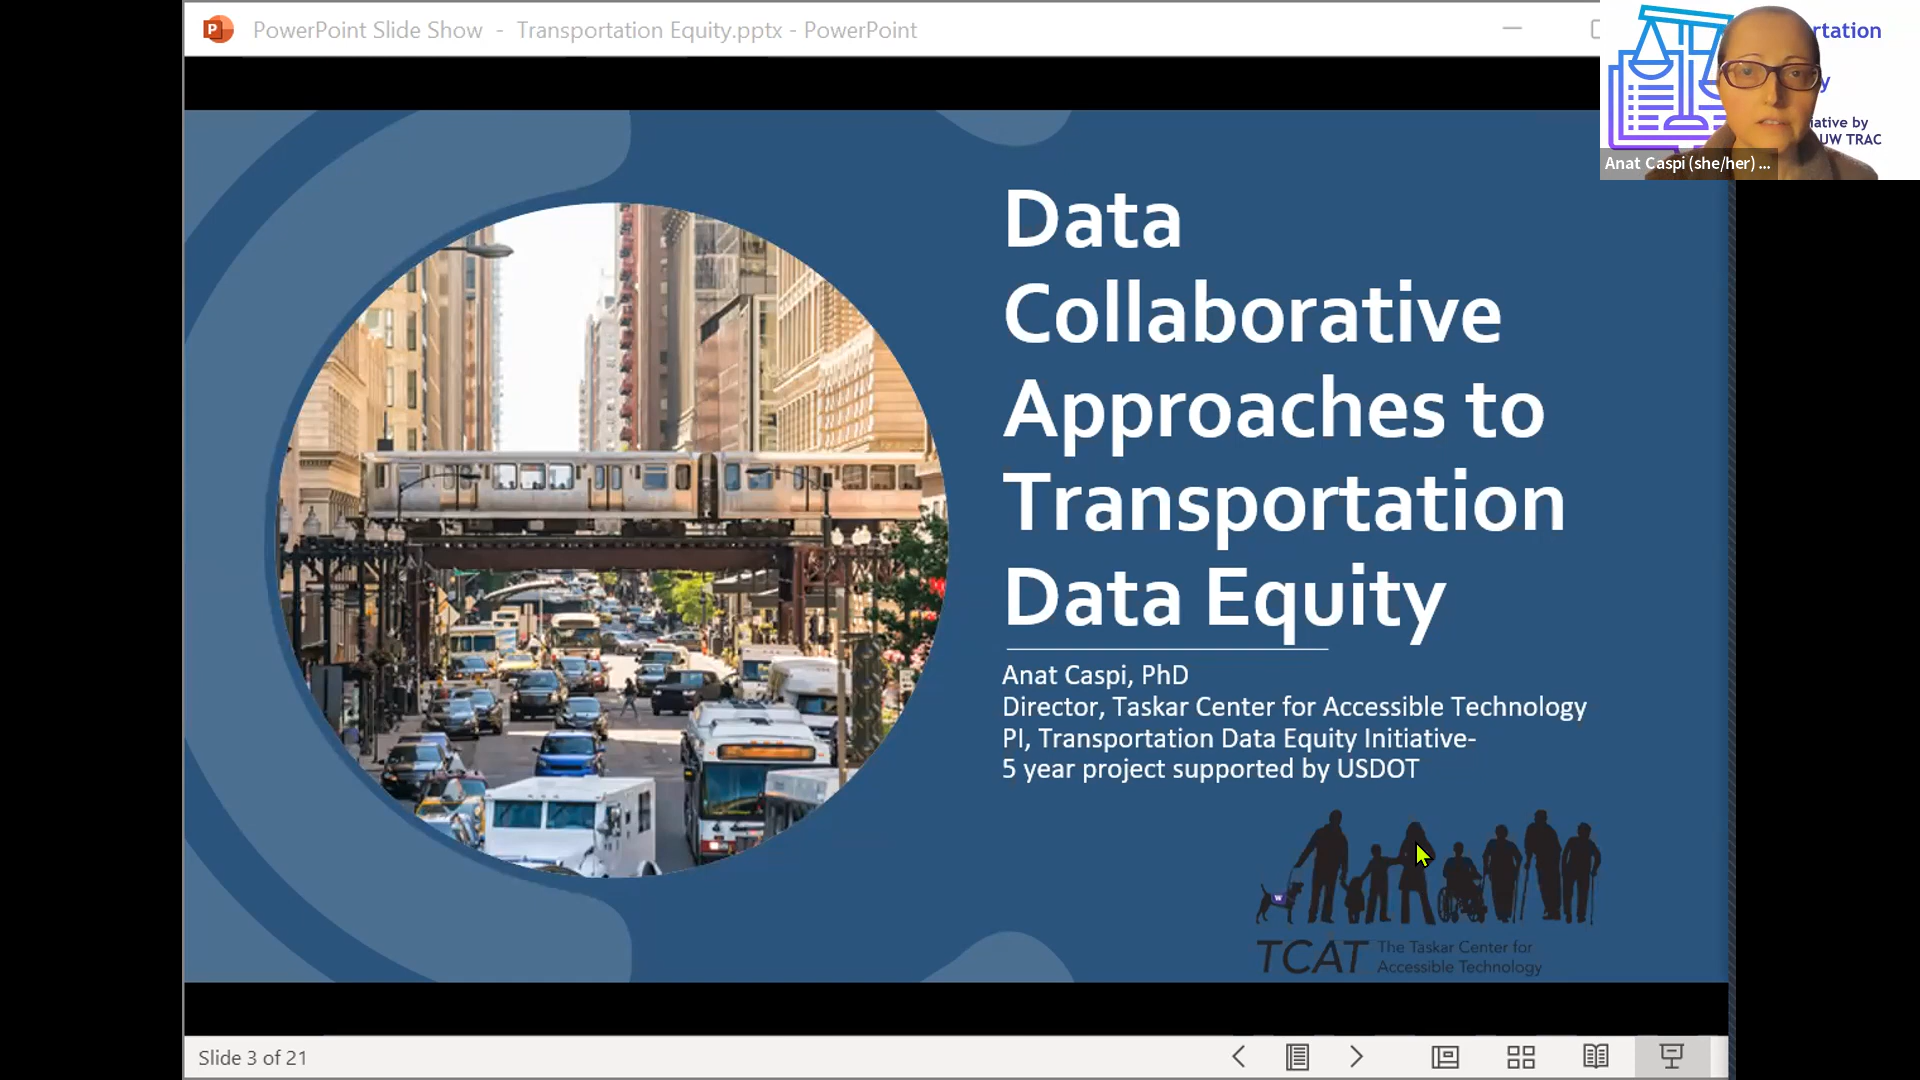 PowerPoint Slide Show - Transportation Equity.pptx - PowerPoint
rtation
y
iative by
UW TRAC
Anat Caspi (she/her) ...
Data
Collaborative
Approaches to
Transportation
Data Equity
Anat Caspi, PhD
Director, Taskar Center for Accessible Technology
PI, Transportation Data Equity Initiative-
5 year project supported by USDOT
W
TCAT The Taskar Center for
Accessible Technology
Slide 3 of 21